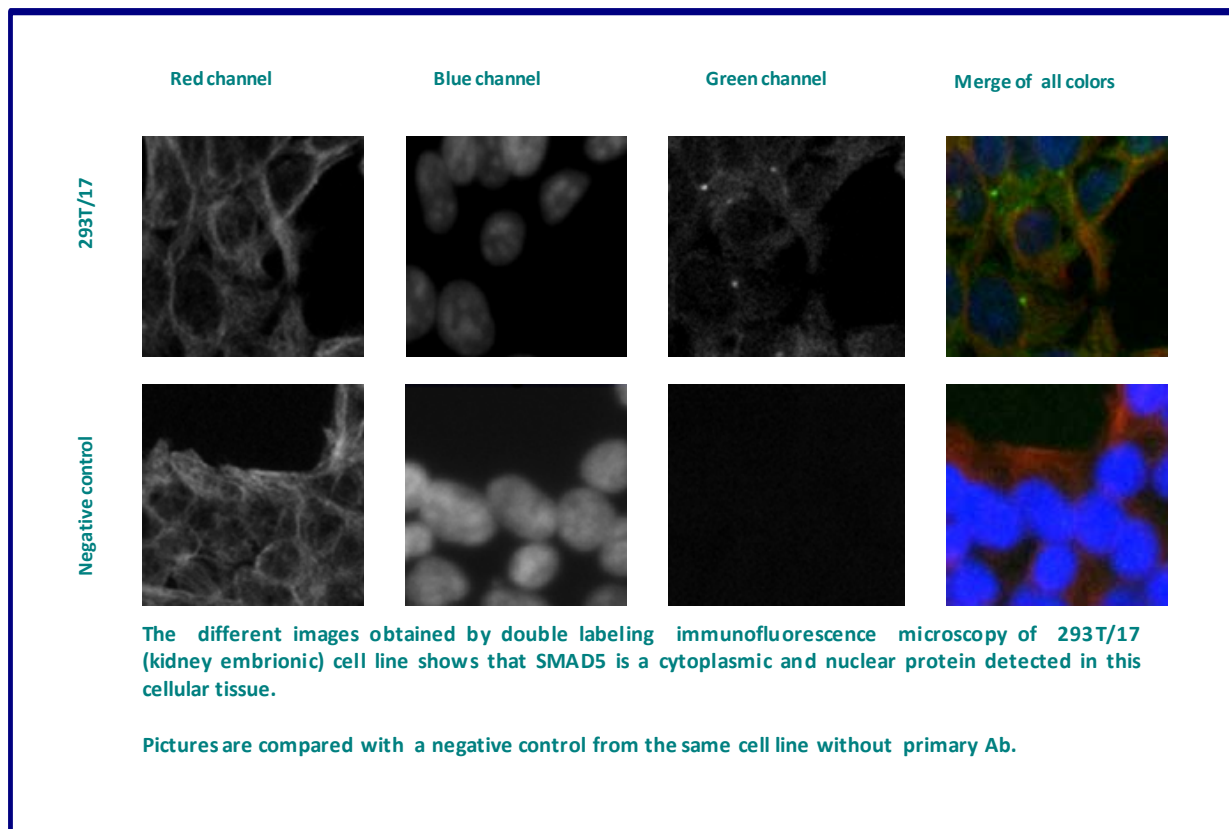 Red channel
Blue channel
Green channel
Merge of all colors
293T/17
Negative control
The different images obtained by double labeling immunofluorescence microscopy of 293T/17
(kidney embrionic) cell line shows that SMAD5 is a cytoplasmic and nuclear protein detected in this
cellular tissue.
Pictures are compared with a negative control from the same cell line without primary Ab.